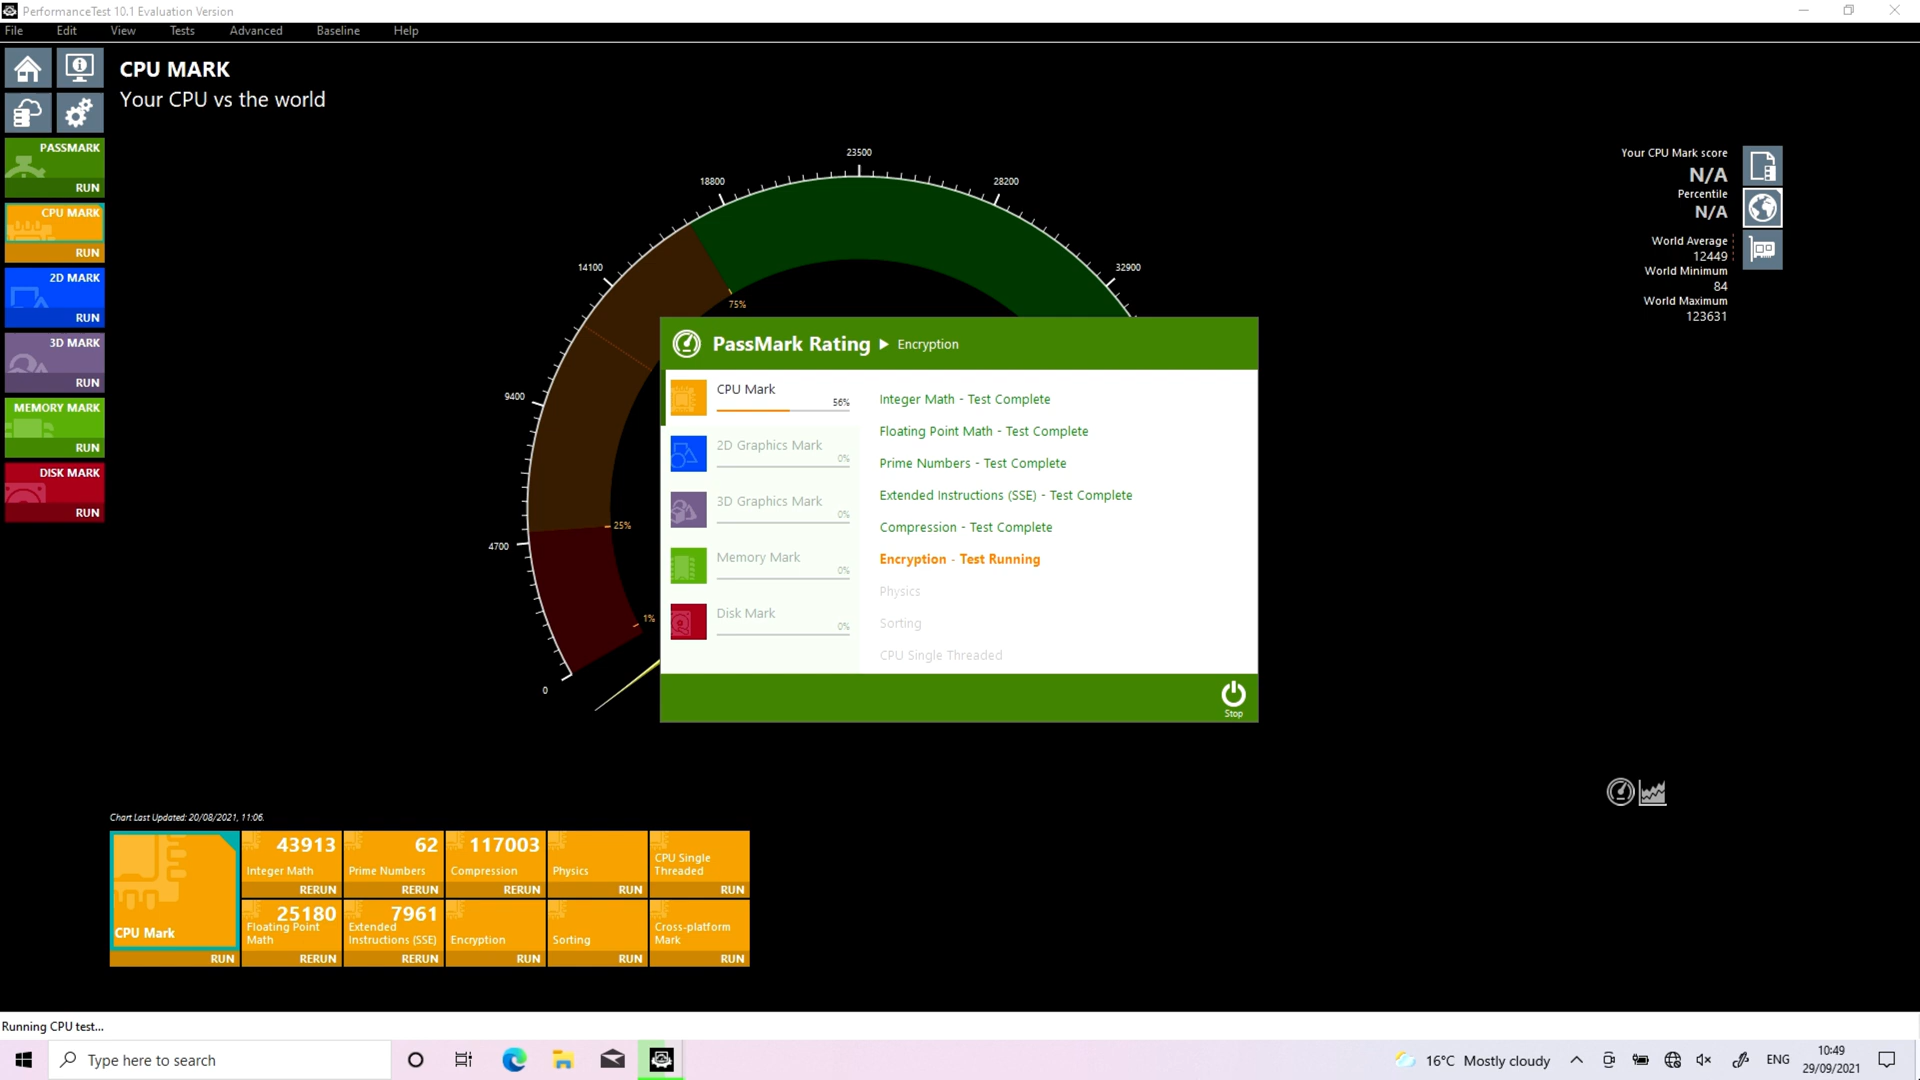 PerformanceTest 10.1 Evaluation Version
File Edit View Tests Advanced Baseline Help
CPU MARK
Your CPU vs the world
PASSMARK
RUN
CPU MARK
RUN
2D MARK
RUN
3D MARK
RUN
MEMORY MARK
RUN
DISK MARK
RUN
0
4700
9400
14100
18800
23500
28200
32900
1%
25%
75%
Your CPU Mark score
N/A
Percentile
N/A
World Average
12449
World Minimum
84
World Maximum
123631
PassMark Rating ▶ Encryption
CPU Mark
56%
2D Graphics Mark
0%
3D Graphics Mark
0%
Memory Mark
0%
Disk Mark
0%
Integer Math - Test Complete
Floating Point Math - Test Complete
Prime Numbers - Test Complete
Extended Instructions (SSE) - Test Complete
Compression - Test Complete
Encryption - Test Running
Physics
Sorting
CPU Single Threaded
Stop
Chart Last Updated: 20/08/2021, 11:06.
CPU Mark
RUN
43913
Integer Math
RERUN
62
Prime Numbers
RERUN
117003
Compression
RERUN
Physics
RUN
CPU Single
Threaded
RUN
25180
Floating Point
Math
RERUN
7961
Extended
Instructions (SSE)
RERUN
Encryption
RUN
Sorting
RUN
Cross-platform
Mark
RUN
Running CPU test...
Type here to search
16°C Mostly cloudy
ENG
10:49
29/09/2021